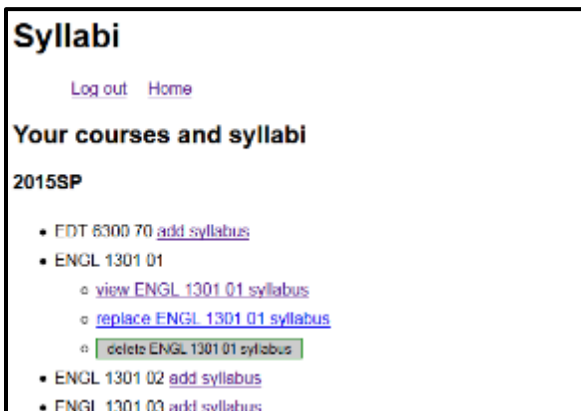 Syllabi
Log out Home
Your courses and syllabi
2015SP
EDT 6300 70 add syllabus
ENGL 1301 01
view ENGL 1301 01 syllabus
replace ENGL 1301 01 syllabus
delete ENGL 1301 01 syllabus
ENGL 1301 02 add syllabus
ENGL 1301 03 add syllabus